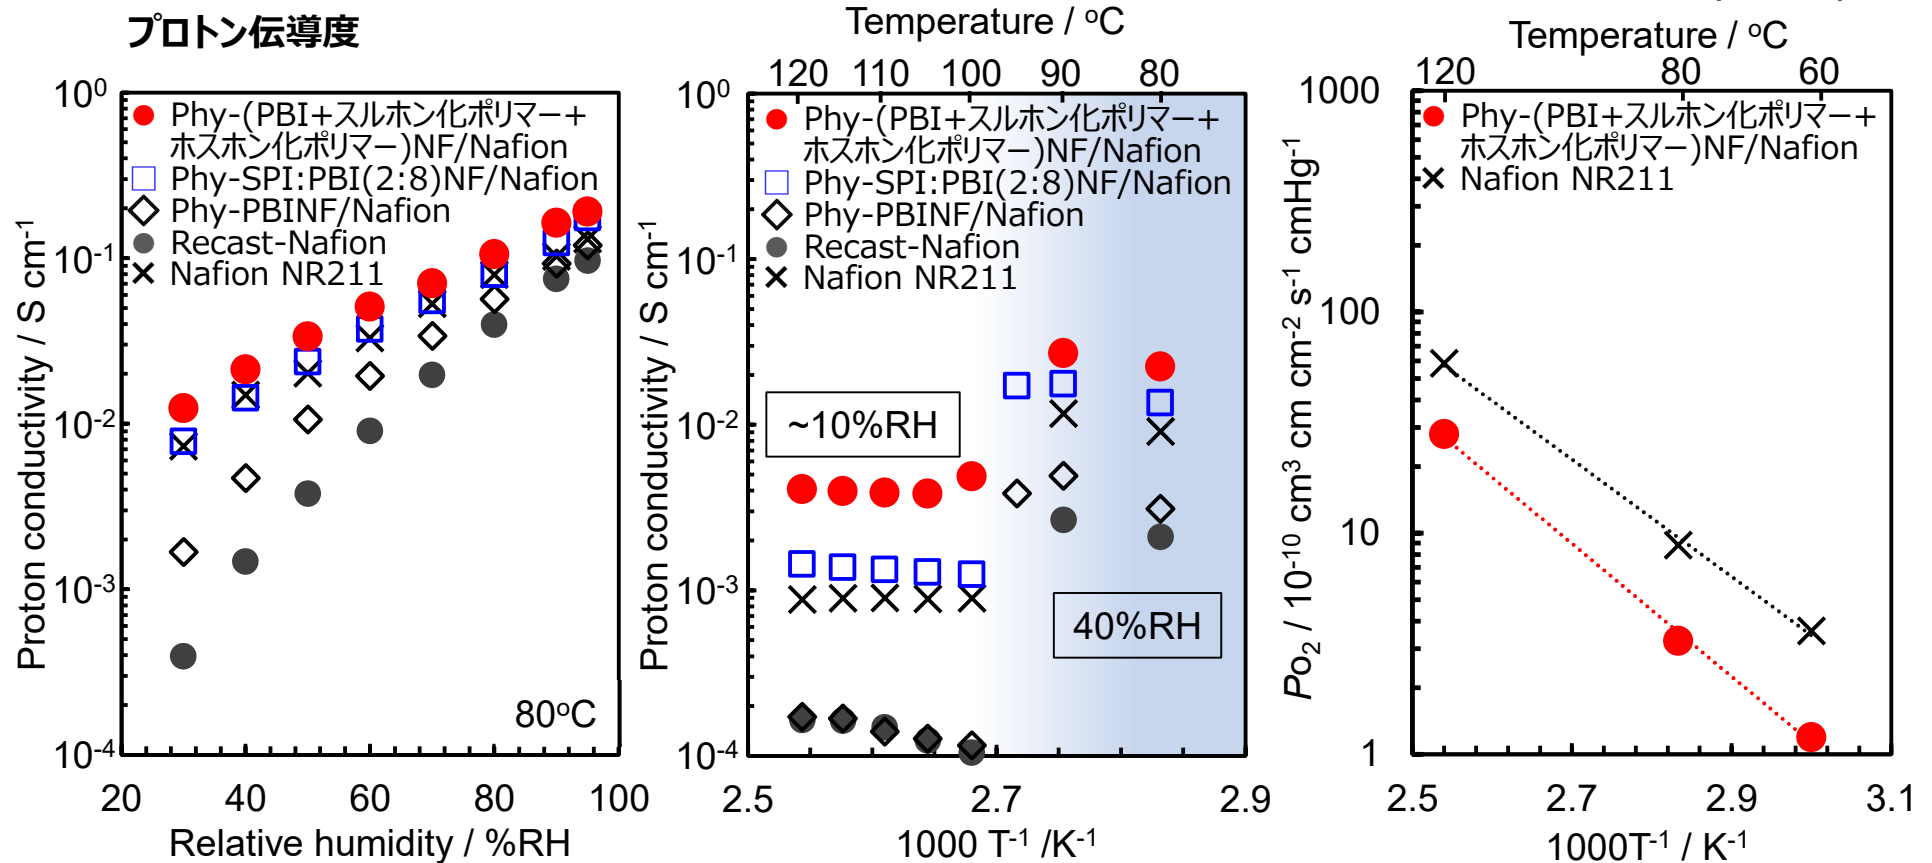 プロトン伝導度
10⁰
10⁻¹
10⁻²
10⁻³
10⁻⁴
Proton conductivity / S cm⁻¹
Phy-(PBI+スルホン化ポリマー+
ホスホン化ポリマー)NF/Nafion
Phy-SPI:PBI(2:8)NF/Nafion
Phy-PBINF/Nafion
Recast-Nafion
Nafion NR211
80°C
20 40 60 80 100
Relative humidity / %RH
Temperature / °C
120 110 100 90 80
10⁰
10⁻¹
10⁻²
10⁻³
10⁻⁴
Proton conductivity / S cm⁻¹
Phy-(PBI+スルホン化ポリマー+
ホスホン化ポリマー)NF/Nafion
Phy-SPI:PBI(2:8)NF/Nafion
Phy-PBINF/Nafion
Recast-Nafion
Nafion NR211
~10%RH
40%RH
2.5 2.7 2.9
1000 T⁻¹ /K⁻¹
Temperature / °C
120 80 60
1000
100
10
1
Po₂ / 10⁻¹⁰ cm³ cm cm⁻² s⁻¹ cmHg⁻¹
Phy-(PBI+スルホン化ポリマー+
ホスホン化ポリマー)NF/Nafion
Nafion NR211
2.5 2.7 2.9 3.1
1000T⁻¹ / K⁻¹